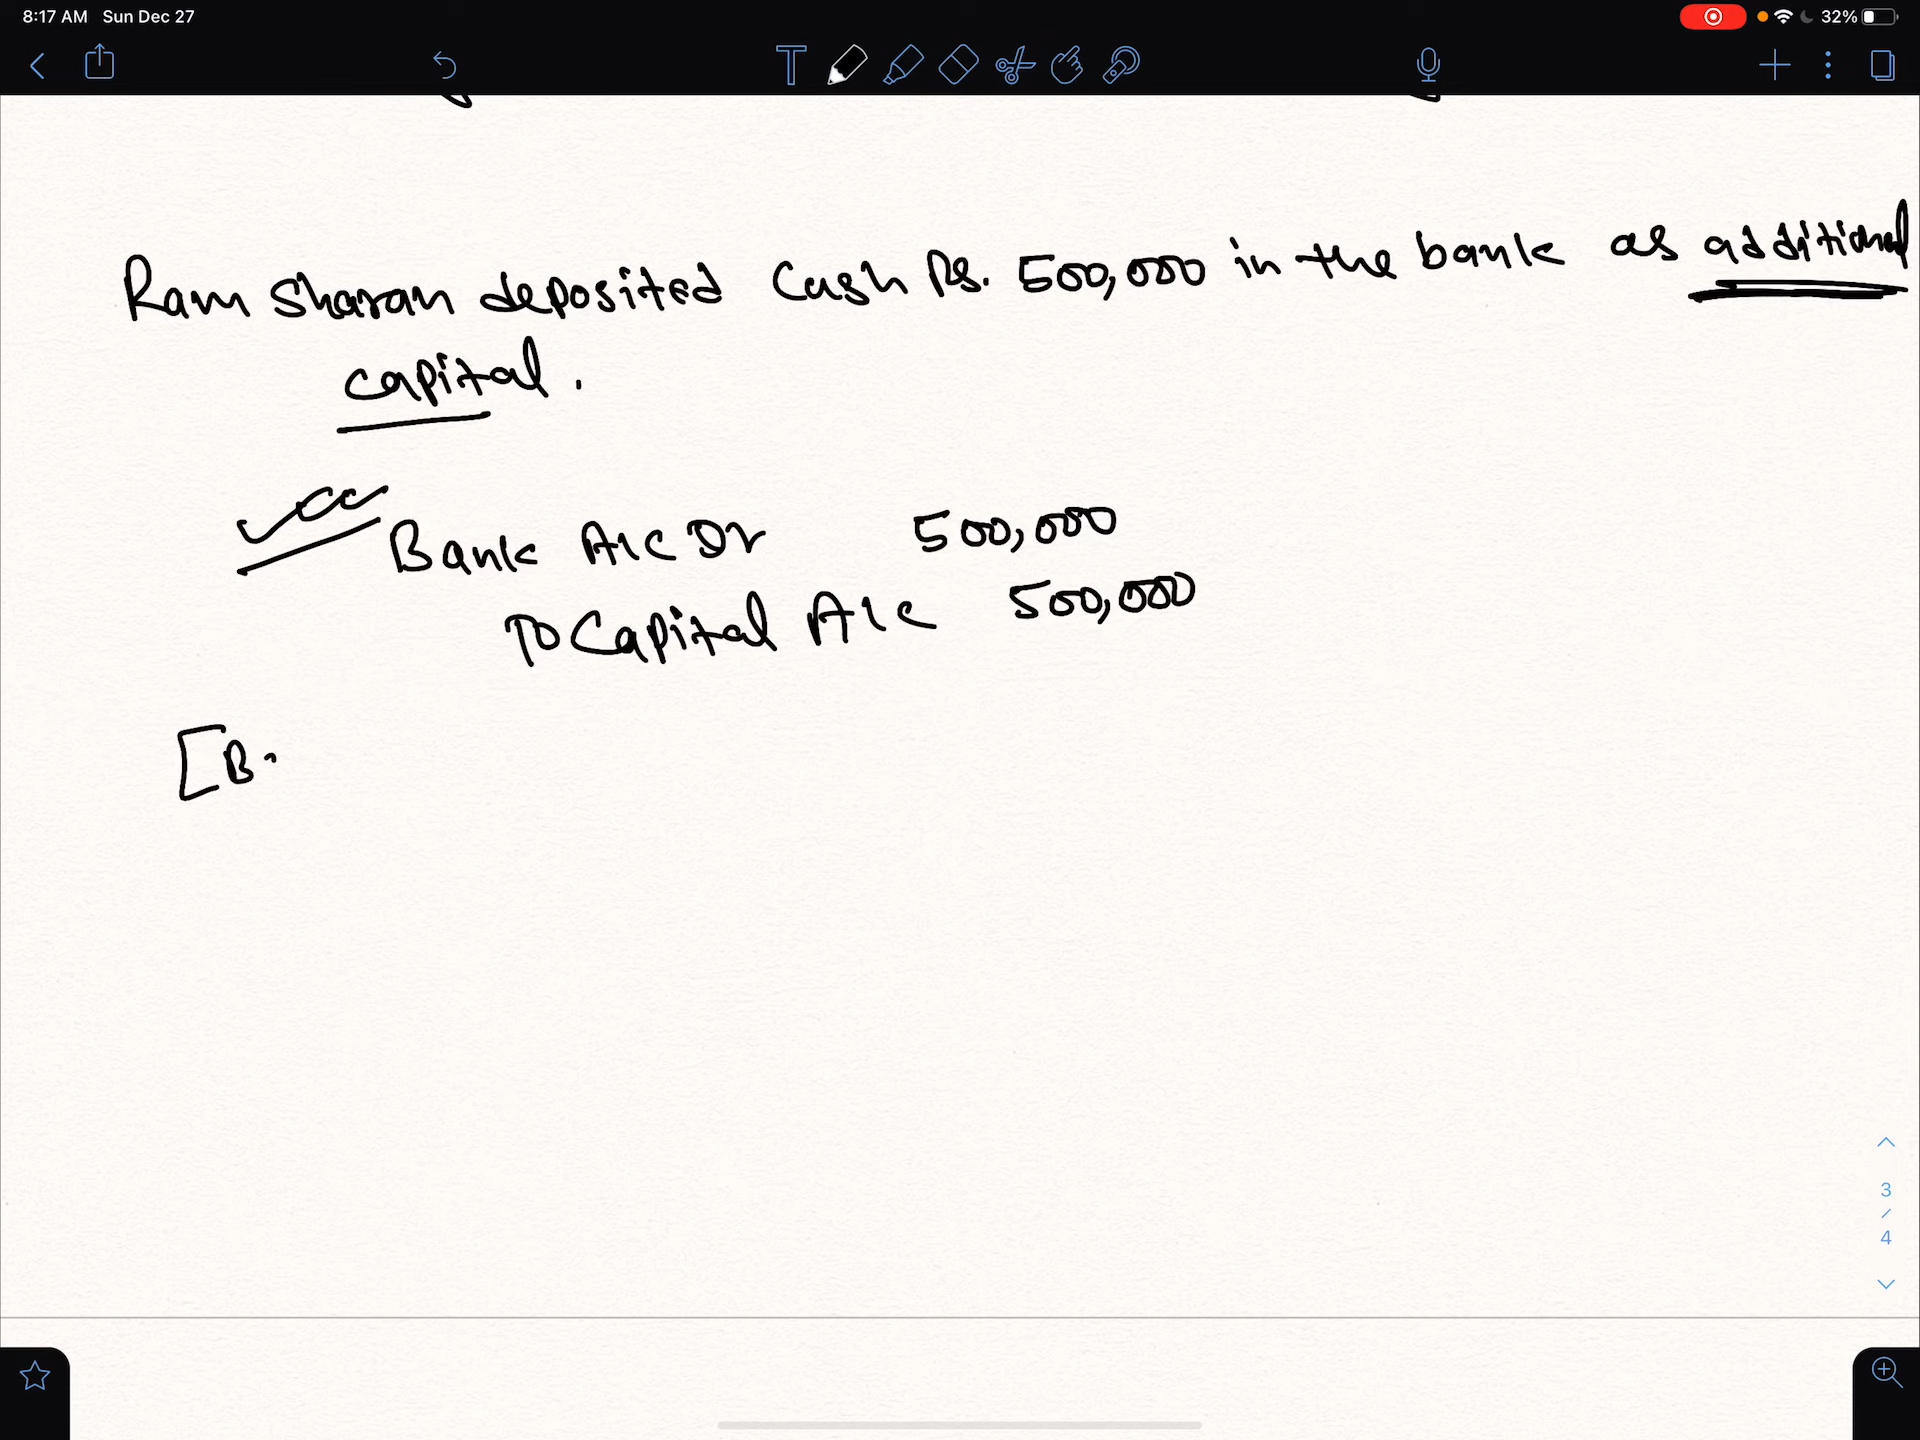 8:17 AM Sun Dec 27
32%
T
Ram Sharan deposited Cash Rs. 500,000 in the bank as additional
capital.
Bank A/c Dr 500,000
To Capital A/c 500,000
[B.
3
/
4